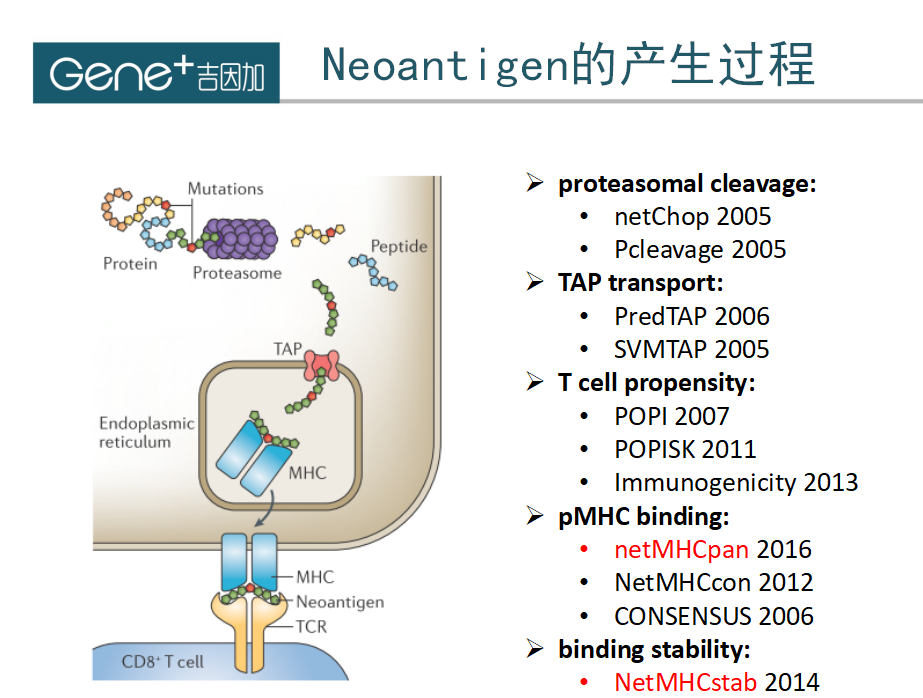 Gene+吉因加
Neoantigen的产生过程
Mutations
Protein
Proteasome
Peptide
TAP
Endoplasmic
reticulum
MHC
MHC
Neoantigen
TCR
CD8+ T cell
➢ proteasomal cleavage:
• netChop 2005
• Pcleavage 2005
➢ TAP transport:
• PredTAP 2006
• SVMTAP 2005
➢ T cell propensity:
• POPI 2007
• POPISK 2011
• Immunogenicity 2013
➢ pMHC binding:
• netMHCpan 2016
• NetMHCcon 2012
• CONSENSUS 2006
➢ binding stability:
• NetMHCstab 2014